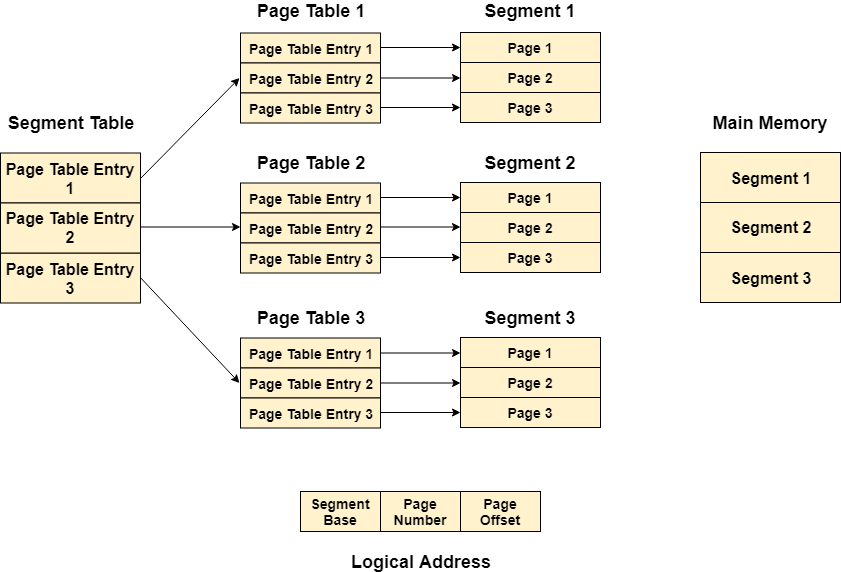 Page Table 1
Segment 1
Page Table Entry 1
Page 1
Page Table Entry 2
Page 2
Page Table Entry 3
Page 3
Segment Table
Page Table Entry
1
Page Table Entry
2
Page Table Entry
3
Page Table 2
Segment 2
Page Table Entry 1
Page 1
Page Table Entry 2
Page 2
Page Table Entry 3
Page 3
Main Memory
Segment 1
Segment 2
Segment 3
Page Table 3
Segment 3
Page Table Entry 1
Page 1
Page Table Entry 2
Page 2
Page Table Entry 3
Page 3
Segment
Base
Page
Number
Page
Offset
Logical Address